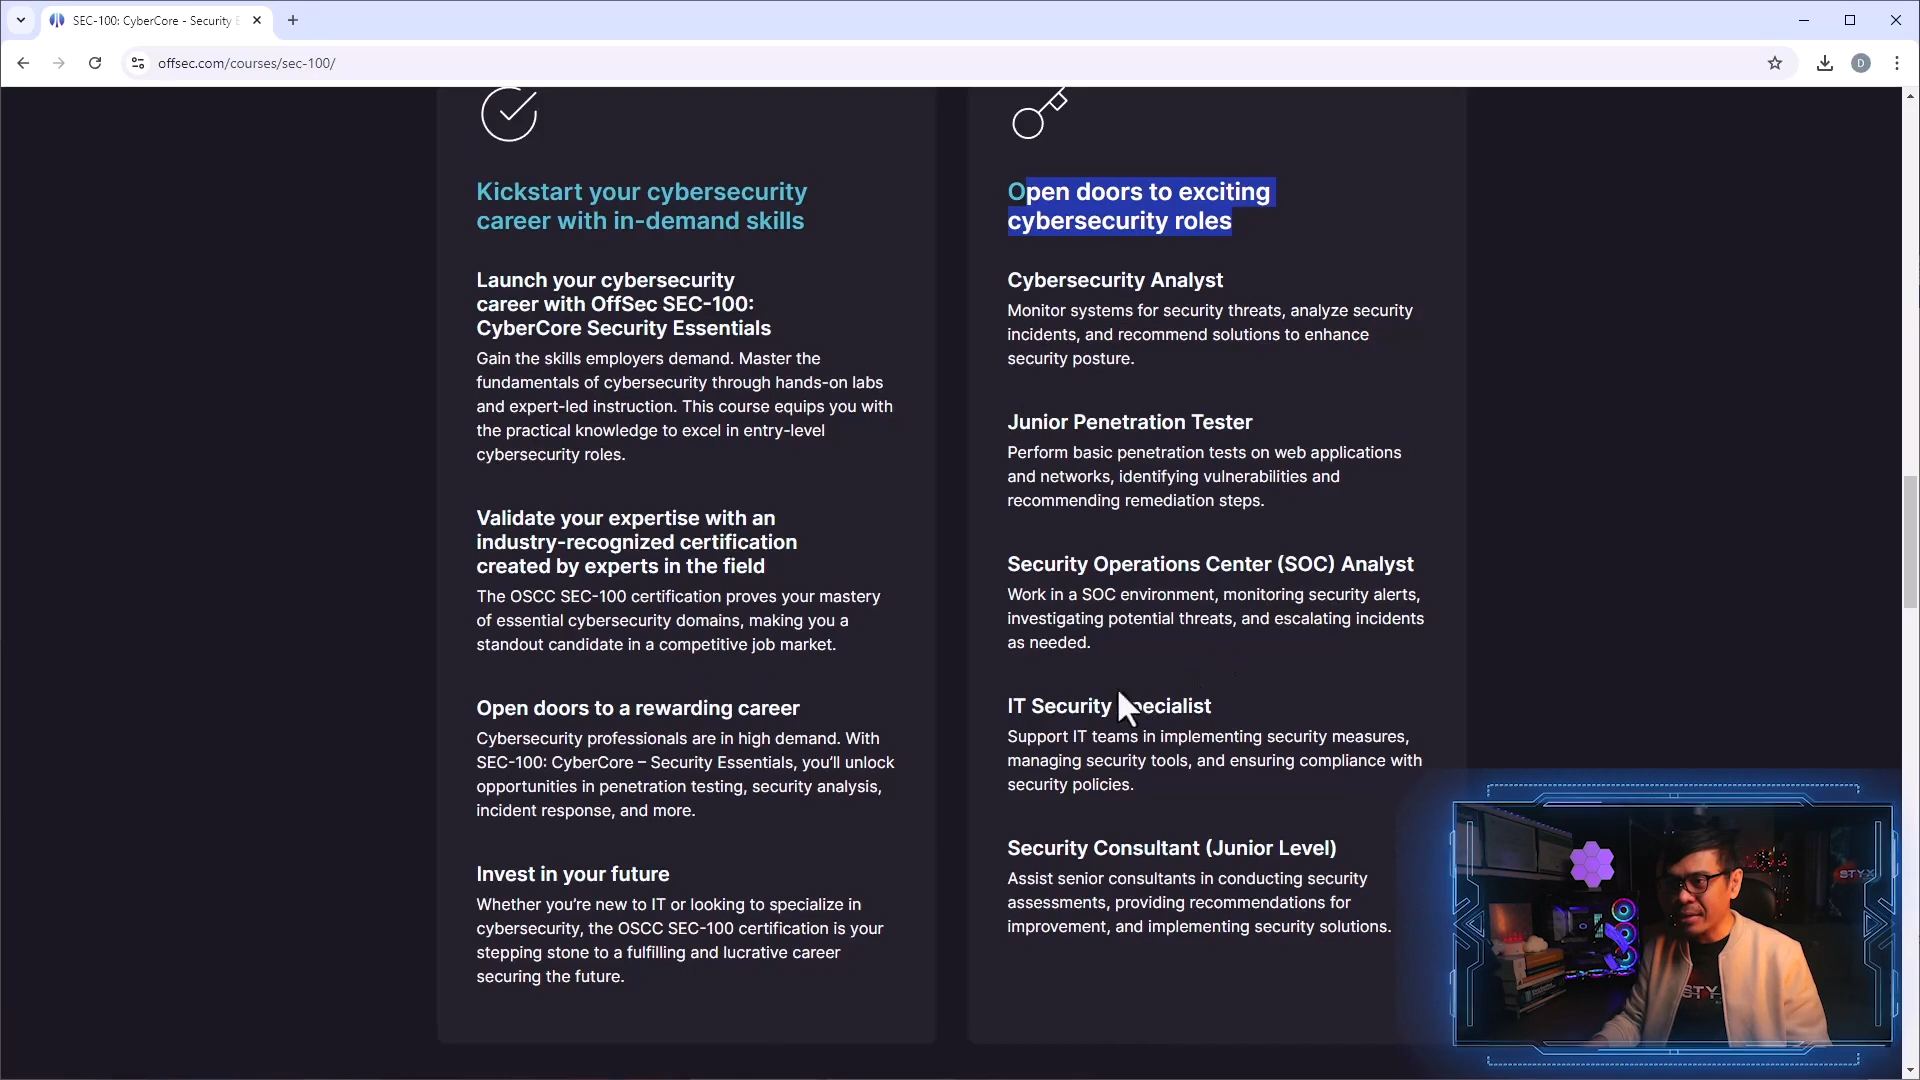 SEC-100: CyberCore - Security E
offsec.com/courses/sec-100/
D
Kickstart your cybersecurity
career with in-demand skills
Launch your cybersecurity
career with OffSec SEC-100:
CyberCore Security Essentials
Gain the skills employers demand. Master the
fundamentals of cybersecurity through hands-on labs
and expert-led instruction. This course equips you with
the practical knowledge to excel in entry-level
cybersecurity roles.
Validate your expertise with an
industry-recognized certification
created by experts in the field
The OSCC SEC-100 certification proves your mastery
of essential cybersecurity domains, making you a
standout candidate in a competitive job market.
Open doors to a rewarding career
Cybersecurity professionals are in high demand. With
SEC-100: CyberCore – Security Essentials, you’ll unlock
opportunities in penetration testing, security analysis,
incident response, and more.
Invest in your future
Whether you’re new to IT or looking to specialize in
cybersecurity, the OSCC SEC-100 certification is your
stepping stone to a fulfilling and lucrative career
securing the future.
Open doors to exciting
cybersecurity roles
Cybersecurity Analyst
Monitor systems for security threats, analyze security
incidents, and recommend solutions to enhance
security posture.
Junior Penetration Tester
Perform basic penetration tests on web applications
and networks, identifying vulnerabilities and
recommending remediation steps.
Security Operations Center (SOC) Analyst
Work in a SOC environment, monitoring security alerts,
investigating potential threats, and escalating incidents
as needed.
IT Security Specialist
Support IT teams in implementing security measures,
managing security tools, and ensuring compliance with
security policies.
Security Consultant (Junior Level)
Assist senior consultants in conducting security
assessments, providing recommendations for
improvement, and implementing security solutions.
STYX
STY